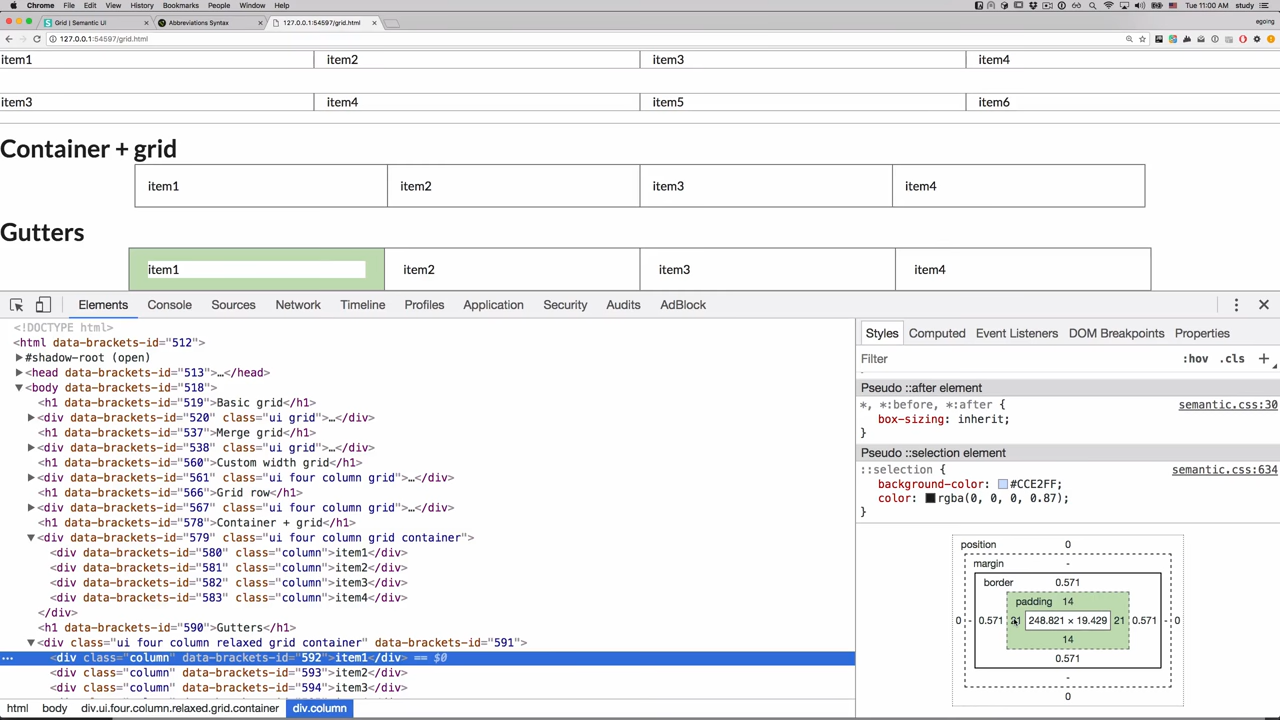 Chrome File Edit View History Bookmarks People Window Help Tue 11:00 AM study
Grid | Semantic UI Abbreviations Syntax 127.0.0.1:54597/grid.html egoing
127.0.0.1:54597/grid.html
item1 item2 item3 item4
item3 item4 item5 item6
Container + grid
item1 item2 item3 item4
Gutters
item1 item2 item3 item4
Elements Console Sources Network Timeline Profiles Application Security Audits AdBlock
<!DOCTYPE html>
<html data-brackets-id="512">
#shadow-root (open)
<head data-brackets-id="513">…</head>
<body data-brackets-id="518">
<h1 data-brackets-id="519">Basic grid</h1>
<div data-brackets-id="520" class="ui grid">…</div>
<h1 data-brackets-id="537">Merge grid</h1>
<div data-brackets-id="538" class="ui grid">…</div>
<h1 data-brackets-id="560">Custom width grid</h1>
<div data-brackets-id="561" class="ui four column grid">…</div>
<h1 data-brackets-id="566">Grid row</h1>
<div data-brackets-id="567" class="ui four column grid">…</div>
<h1 data-brackets-id="578">Container + grid</h1>
<div data-brackets-id="579" class="ui four column grid container">
<div data-brackets-id="580" class="column">item1</div>
<div data-brackets-id="581" class="column">item2</div>
<div data-brackets-id="582" class="column">item3</div>
<div data-brackets-id="583" class="column">item4</div>
</div>
<h1 data-brackets-id="590">Gutters</h1>
<div class="ui four column relaxed grid container" data-brackets-id="591">
<div class="column" data-brackets-id="592">item1</div> == $0
<div class="column" data-brackets-id="593">item2</div>
<div class="column" data-brackets-id="594">item3</div>
html body div.ui.four.column.relaxed.grid.container div.column
Styles Computed Event Listeners DOM Breakpoints Properties
Filter :hov .cls +
Pseudo ::after element
*, *:before, *:after { semantic.css:30
box-sizing: inherit;
}
Pseudo ::selection element
::selection { semantic.css:634
background-color: #CCE2FF;
color: rgba(0, 0, 0, 0.87);
}
position 0
margin -
border 0.571
padding 14
0 - 0.571 248.821 × 19.429 21 0.571 - 0
14
0.571
-
0